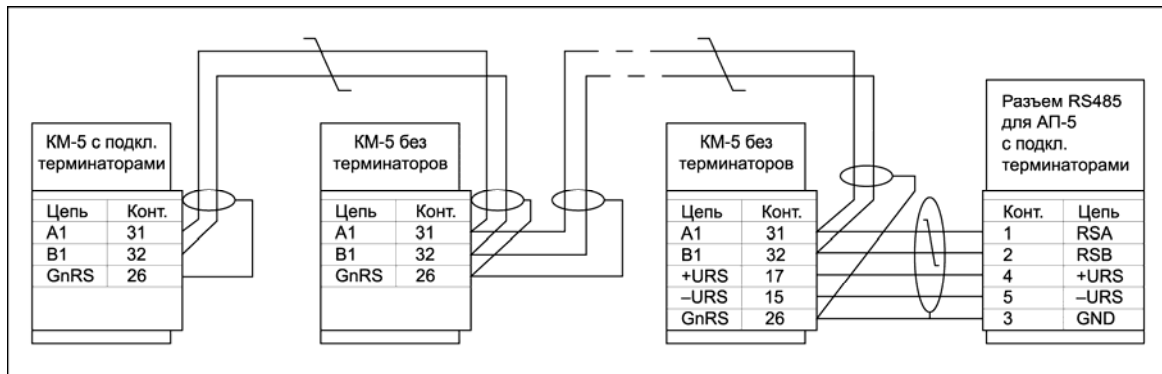 КМ-5 с подкл.
терминаторами
Цепь Конт.
A1 31
B1 32
GnRS 26
КМ-5 без
терминаторов
Цепь Конт.
A1 31
B1 32
GnRS 26
КМ-5 без
терминаторов
Цепь Конт.
A1 31
B1 32
+URS 17
–URS 15
GnRS 26
Разъем RS485
для АП-5
с подкл.
терминаторами
Конт. Цепь
1 RSA
2 RSB
4 +URS
5 –URS
3 GND